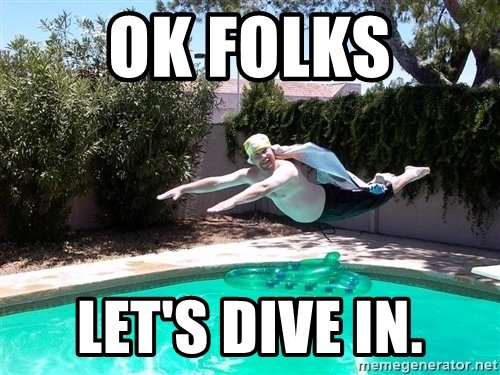 OK FOLKS
LET'S DIVE IN.
memegenerator.net